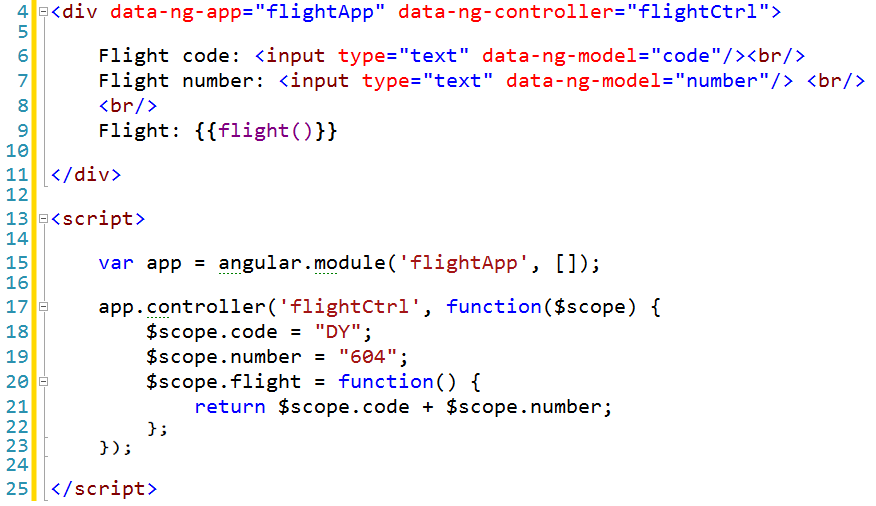 4 <div data-ng-app="flightApp" data-ng-controller="flightCtrl">
5
6     Flight code: <input type="text" data-ng-model="code"/><br/>
7     Flight number: <input type="text" data-ng-model="number"/> <br/>
8     <br/>
9     Flight: {{flight()}}
10
11 </div>
12
13 <script>
14
15     var app = angular.module('flightApp', []);
16
17     app.controller('flightCtrl', function($scope) {
18         $scope.code = "DY";
19         $scope.number = "604";
20         $scope.flight = function() {
21             return $scope.code + $scope.number;
22         };
23     });
24
25 </script>